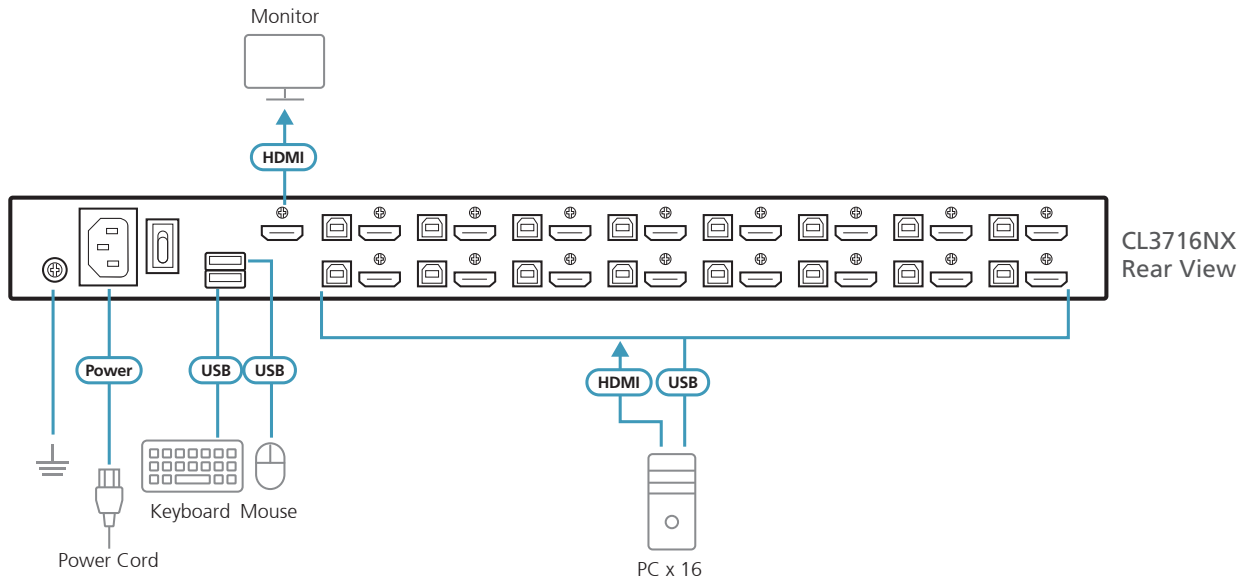 Monitor
HDMI
CL3716NX
Rear View
Power
USB
USB
HDMI
USB
Keyboard
Mouse
Power Cord
PC x 16